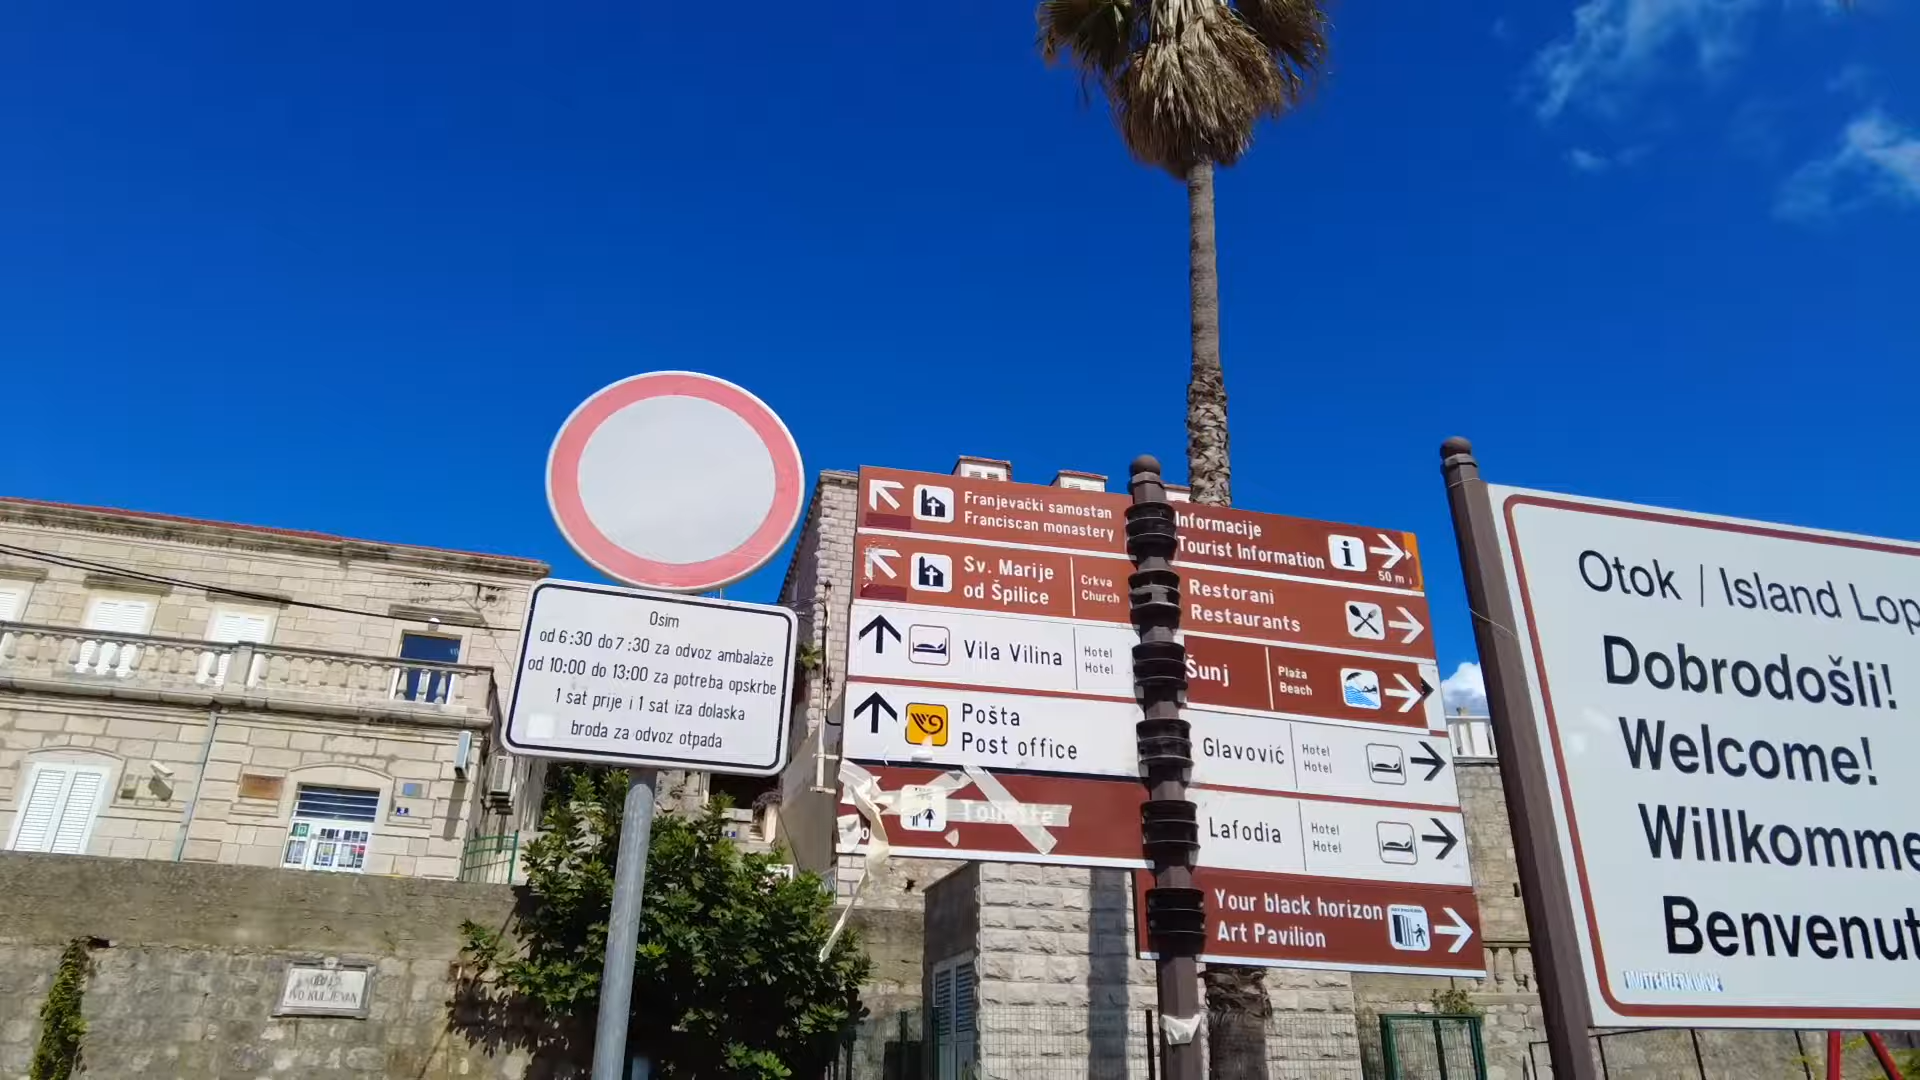 Osim
od 6:30 do 7:30 za odvoz ambalaže
od 10:00 do 13:00 za potreba opskrbe
1 sat prije i 1 sat iza dolaska
broda za odvoz otpada
Franjevački samostan
Franciscan monastery
Sv. Marije
od Špilice
Crkva
Church
Vila Vilina
Hotel
Hotel
Pošta
Post office
Informacije
Tourist Information
i
50 m
Restorani
Restaurants
Šunj
Plaža
Beach
Glavović
Hotel
Hotel
Lafodia
Hotel
Hotel
Your black horizon
Art Pavilion
Otok / Island Lop
Dobrodošli!
Welcome!
Willkomme
Benvenut
IVO KULJEVAN